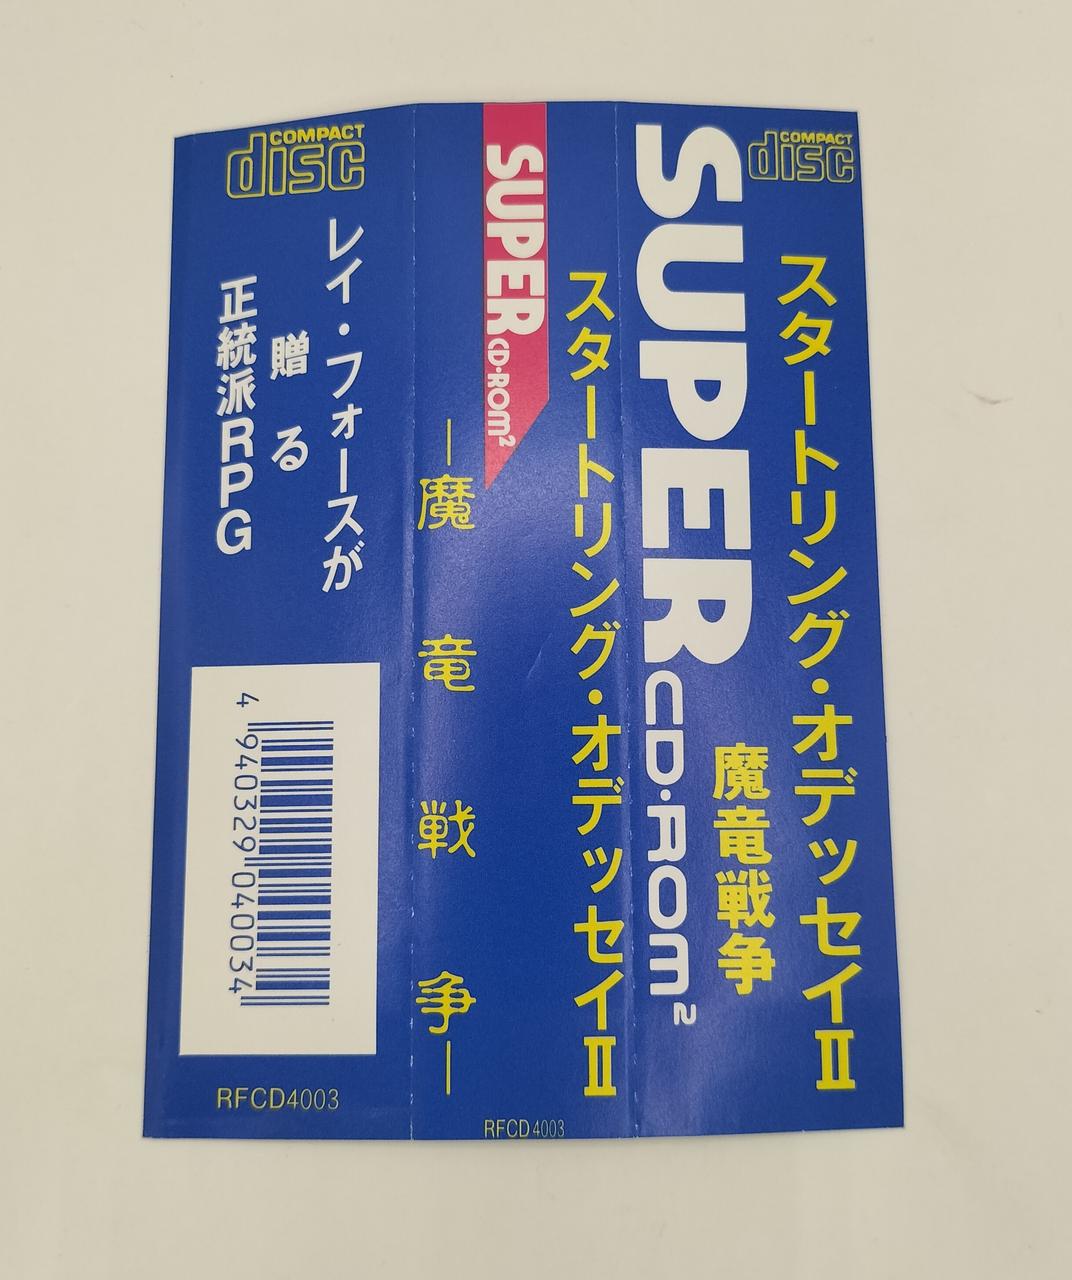 COMPACT
disc
スタートリング・オデッセイII
魔竜戦争
SUPER CD・ROM²
スタートリング・オデッセイII
SUPER CD・ROM²
―魔竜戦争―
RFCD4003
COMPACT
disc
レイ・フォースが
贈る
正統派RPG
4 940329 040034
RFCD4003